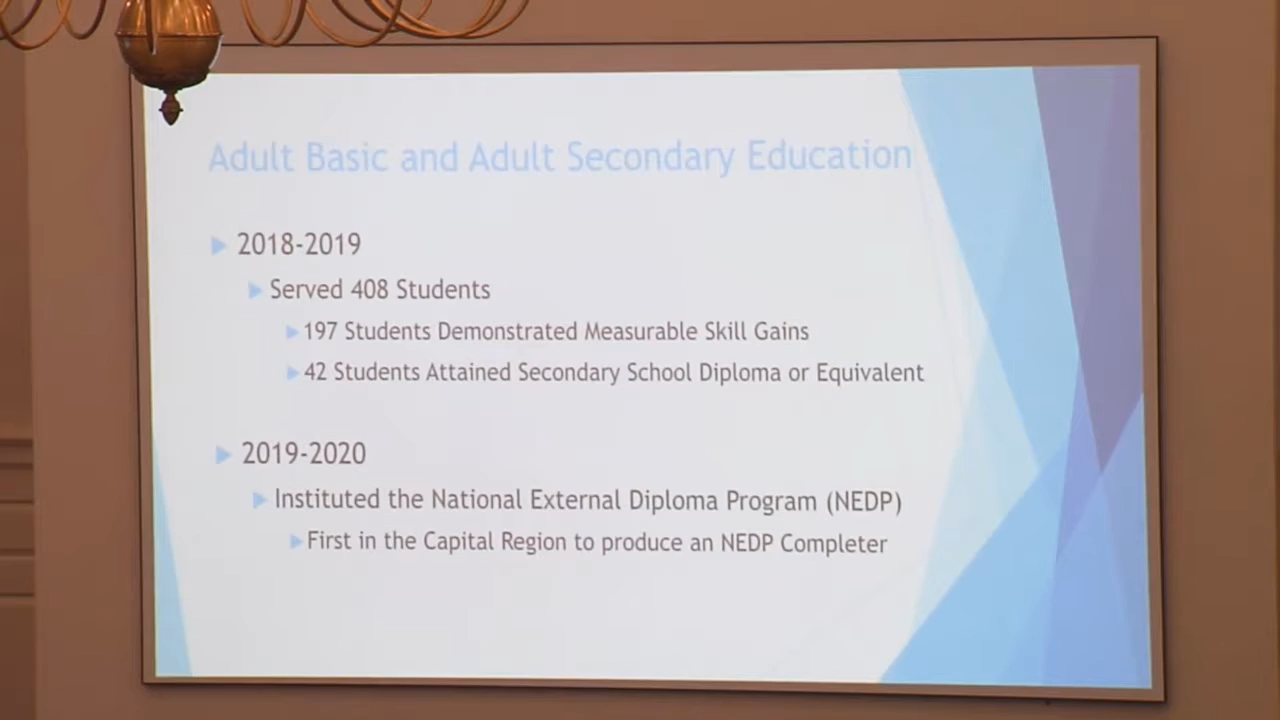 Adult Basic and Adult Secondary Education
2018-2019
Served 408 Students
197 Students Demonstrated Measurable Skill Gains
42 Students Attained Secondary School Diploma or Equivalent
2019-2020
Instituted the National External Diploma Program (NEDP)
First in the Capital Region to produce an NEDP Completer